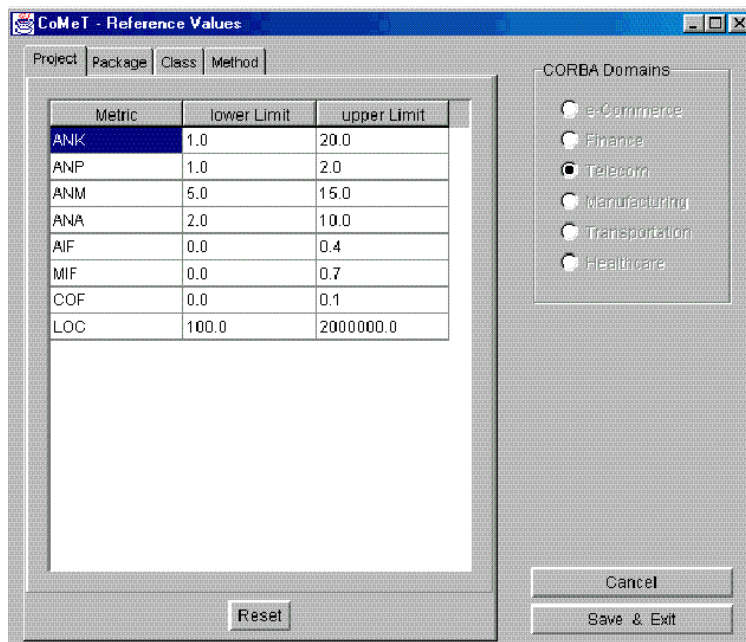 CoMeT - Reference Values
Project Package Class Method
Metric lower Limit upper Limit
ANK 1.0 20.0
ANP 1.0 2.0
ANM 5.0 15.0
ANA 2.0 10.0
AIF 0.0 0.4
MIF 0.0 0.7
COF 0.0 0.1
LOC 100.0 2000000.0
Reset
CORBA Domains
e-Commerce
Finance
Telecom
Manufacturing
Transportation
Healthcare
Cancel
Save & Exit